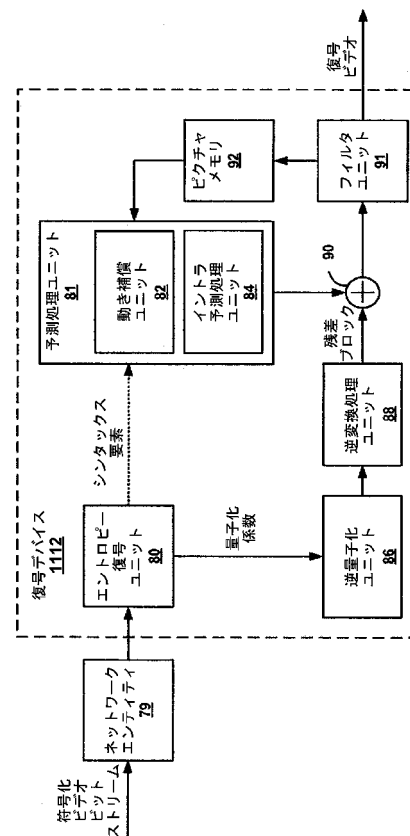 符号化
ビデオ
ビット
ストリーム
ネットワーク
エンティティ
79
復号デバイス
1112
エントロピー
復号
ユニット
80
シンタックス
要素
量子化
係数
予測処理ユニット
81
動き補償
ユニット
82
イントラ
予測処理
ユニット
84
逆量子化
ユニット
86
逆変換処理
ユニット
88
残差
ブロック
90
ピクチャ
メモリ
92
フィルタ
ユニット
91
復号
ビデオ